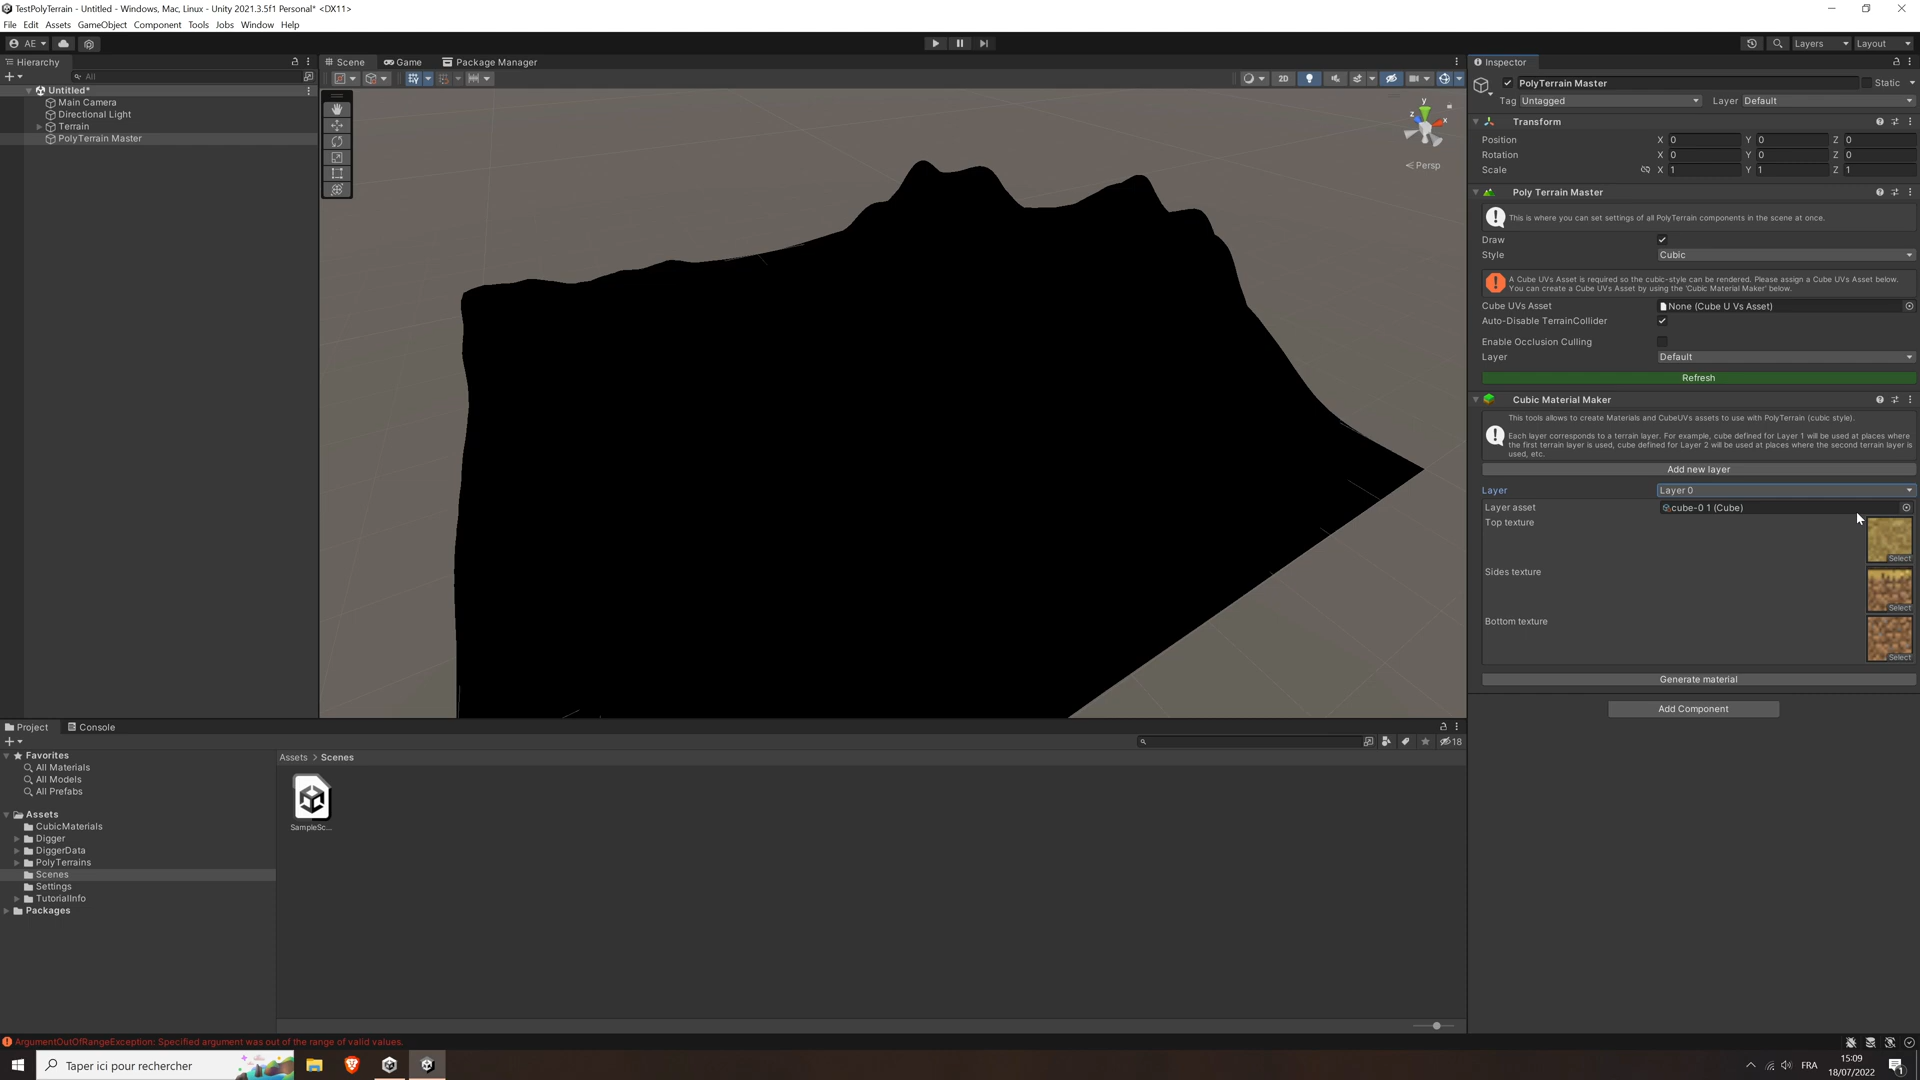 TestPolyTerrain - Untitled - Windows, Mac, Linux - Unity 2021.3.5f1 Personal* <DX11>
File Edit Assets GameObject Component Tools Jobs Window Help
AE
Layers
Layout
Hierarchy
All
Untitled*
Main Camera
Directional Light
Terrain
PolyTerrain Master
Scene
Game
Package Manager
2D
y
z
x
Persp
Inspector
PolyTerrain Master
Static
Tag Untagged
Layer Default
Transform
Position X 0 Y 0 Z 0
Rotation X 0 Y 0 Z 0
Scale X 1 Y 1 Z 1
Poly Terrain Master
This is where you can set settings of all PolyTerrain components in the scene at once.
Draw
Style Cubic
A Cube UVs Asset is required so the cubic-style can be rendered. Please assign a Cube UVs Asset below.
You can create a Cube UVs Asset by using the 'Cubic Material Maker' below.
Cube UVs Asset None (Cube U Vs Asset)
Auto-Disable TerrainCollider
Enable Occlusion Culling
Layer Default
Refresh
Cubic Material Maker
This tools allows to create Materials and CubeUVs assets to use with PolyTerrain (cubic style).
Each layer corresponds to a terrain layer. For example, cube defined for Layer 1 will be used at places where
the first terrain layer is used, cube defined for Layer 2 will be used at places where the second terrain layer is
used, etc.
Add new layer
Layer Layer 0
Layer asset cube-0 1 (Cube)
Top texture
Select
Sides texture
Select
Bottom texture
Select
Generate material
Add Component
Project
Console
18
Favorites
All Materials
All Models
All Prefabs
Assets
CubicMaterials
Digger
DiggerData
PolyTerrains
Scenes
Settings
TutorialInfo
Packages
Assets > Scenes
SampleSc...
ArgumentOutOfRangeException: Specified argument was out of the range of valid values.
Taper ici pour rechercher
FRA
15:09
18/07/2022
1